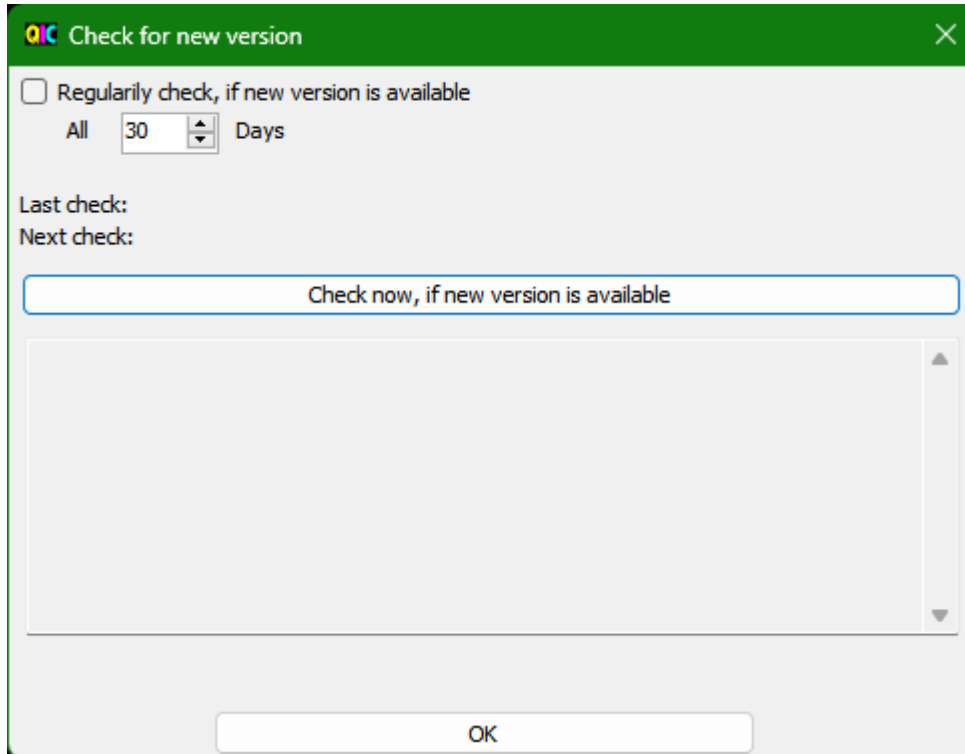 QIC Check for new version
Regularily check, if new version is available
All 30 Days
Last check:
Next check:
Check now, if new version is available
OK